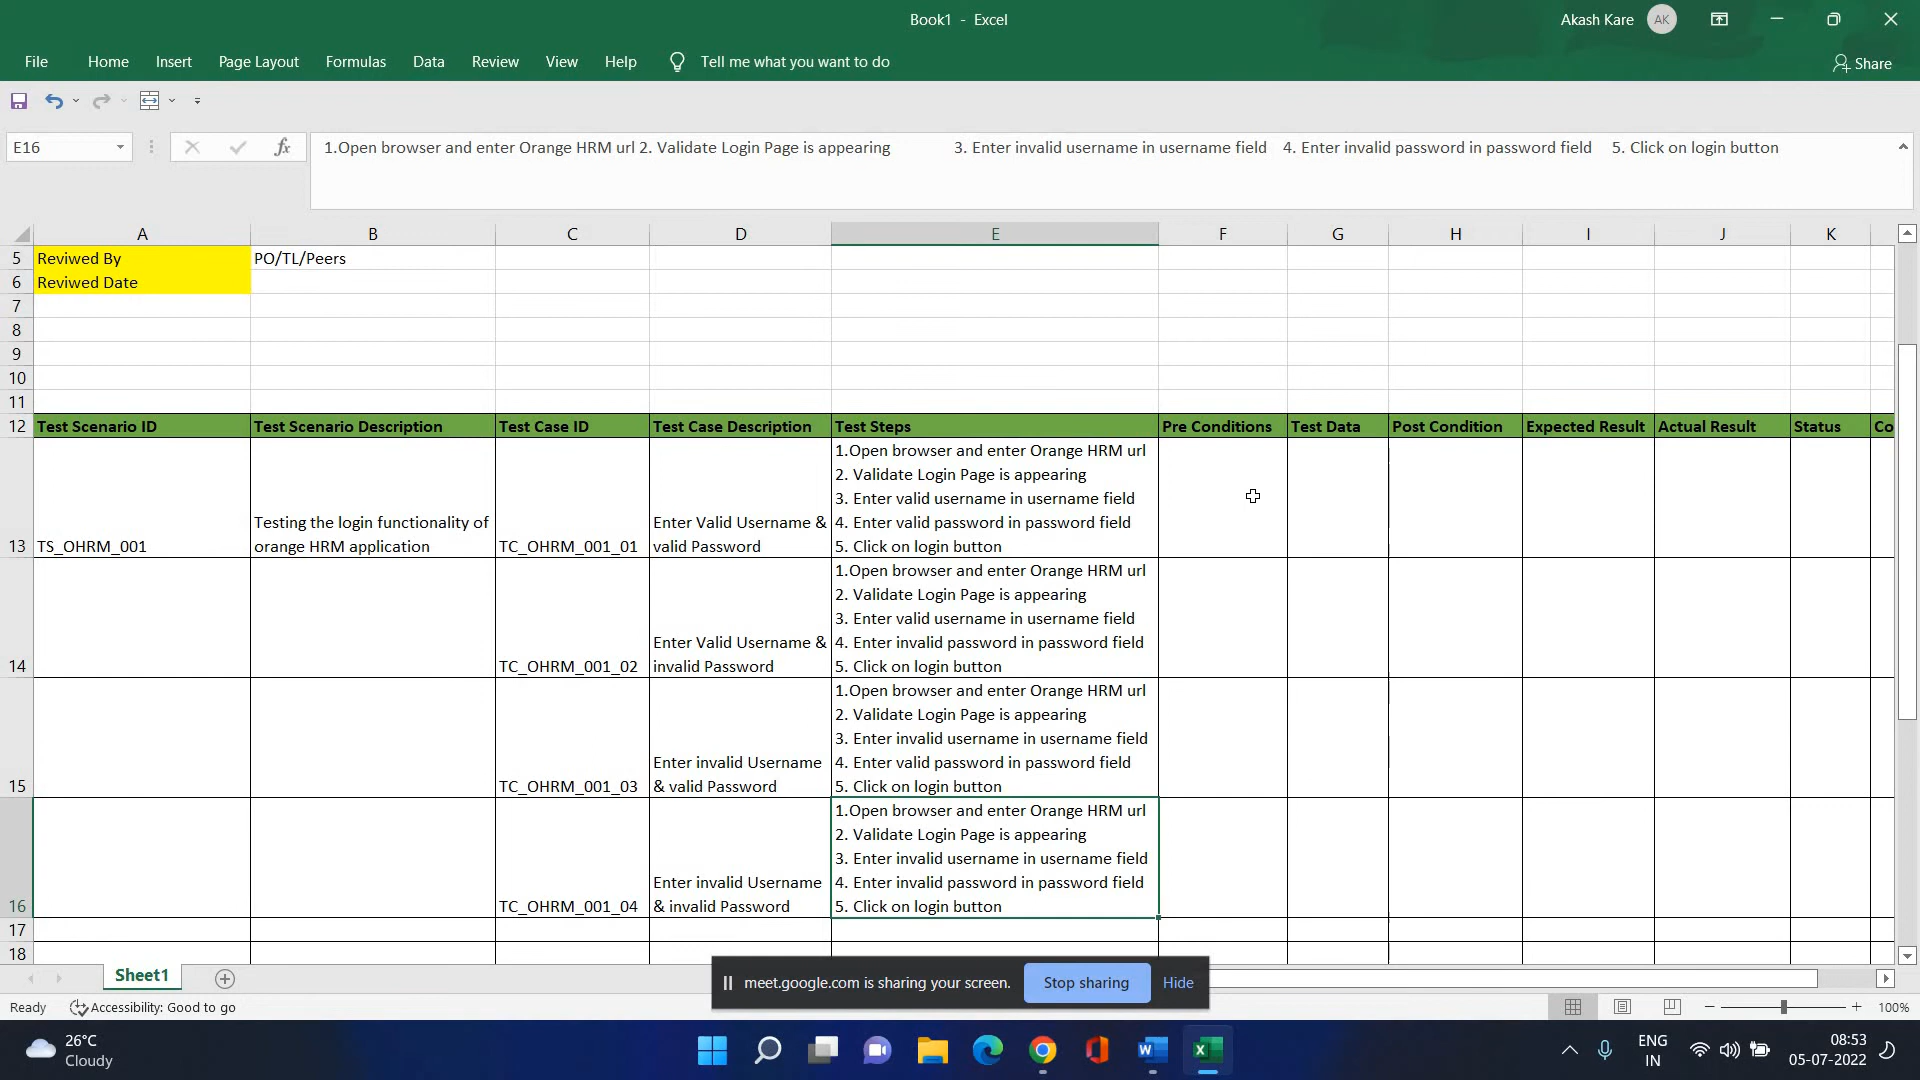 Book1 - Excel
Akash Kare AK
File Home Insert Page Layout Formulas Data Review View Help Tell me what you want to do Share
E16
fx 1.Open browser and enter Orange HRM url 2. Validate Login Page is appearing 3. Enter invalid username in username field 4. Enter invalid password in password field 5. Click on login button
A B C D E F G H I J K
5 Reviwed By PO/TL/Peers
6 Reviwed Date
7
8
9
10
11
12 Test Scenario ID Test Scenario Description Test Case ID Test Case Description Test Steps Pre Conditions Test Data Post Condition Expected Result Actual Result Status Co
1.Open browser and enter Orange HRM url
2. Validate Login Page is appearing
3. Enter valid username in username field
Testing the login functionality of Enter Valid Username & 4. Enter valid password in password field
13 TS_OHRM_001 orange HRM application TC_OHRM_001_01 valid Password 5. Click on login button
1.Open browser and enter Orange HRM url
2. Validate Login Page is appearing
3. Enter valid username in username field
Enter Valid Username & 4. Enter invalid password in password field
14 TC_OHRM_001_02 invalid Password 5. Click on login button
1.Open browser and enter Orange HRM url
2. Validate Login Page is appearing
3. Enter invalid username in username field
Enter invalid Username 4. Enter valid password in password field
15 TC_OHRM_001_03 & valid Password 5. Click on login button
1.Open browser and enter Orange HRM url
2. Validate Login Page is appearing
3. Enter invalid username in username field
Enter invalid Username 4. Enter invalid password in password field
16 TC_OHRM_001_04 & invalid Password 5. Click on login button
17
18
Sheet1
meet.google.com is sharing your screen. Stop sharing Hide
Ready Accessibility: Good to go 100%
26°C
Cloudy
ENG
IN
08:53
05-07-2022